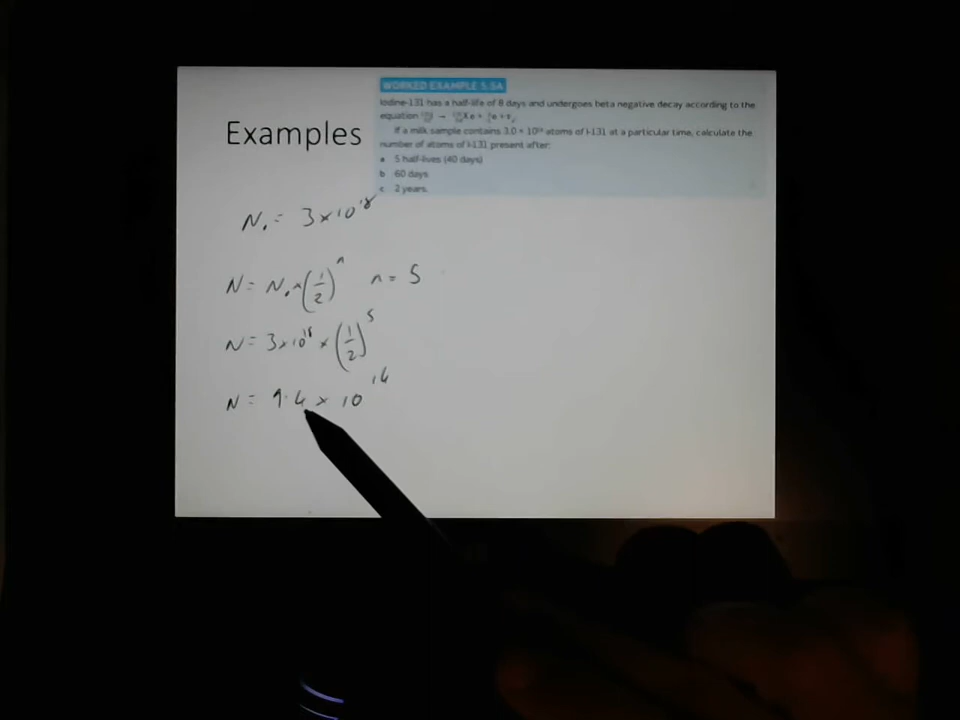 WORKED EXAMPLE 5.5A
Iodine-131 has a half-life of 8 days and undergoes beta negative decay according to the
equation → Xe + e + ν
If a milk sample contains 3.0 × 10 atoms of I-131 at a particular time, calculate the
number of atoms of I-131 present after:
a 5 half-lives (40 days)
b 60 days
c 2 years.
Examples
N₀ = 3×10¹⁸
N = N₀×(1/2)ⁿ n = 5
N = 3×10¹⁸ × (1/2)⁵
N = 9.4 × 10¹⁶